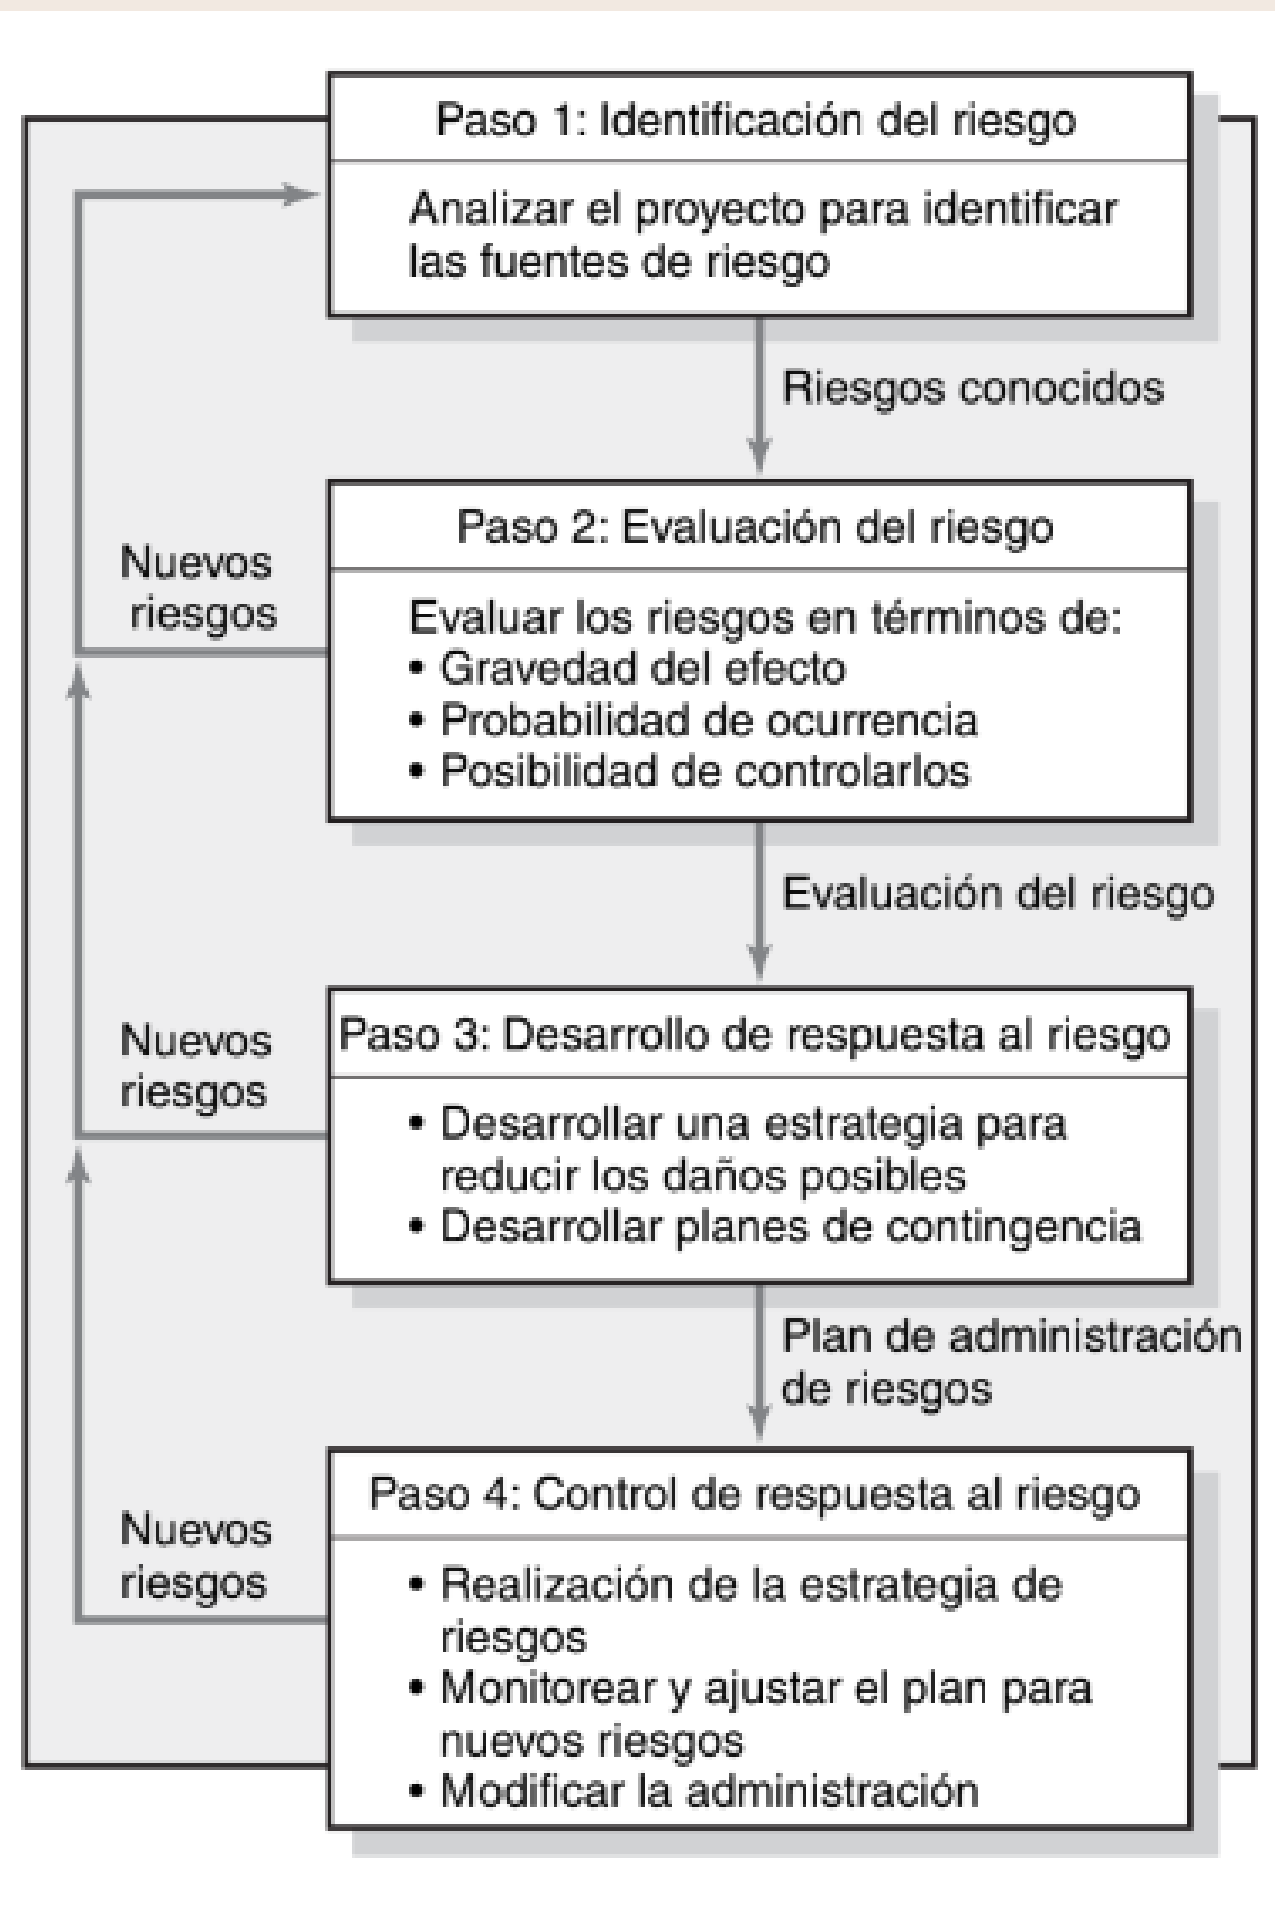 Paso 1: Identificación del riesgo
Analizar el proyecto para identificar
las fuentes de riesgo
Riesgos conocidos
Paso 2: Evaluación del riesgo
Nuevos
riesgos
Evaluar los riesgos en términos de:
• Gravedad del efecto
• Probabilidad de ocurrencia
• Posibilidad de controlarlos
Evaluación del riesgo
Paso 3: Desarrollo de respuesta al riesgo
Nuevos
riesgos
• Desarrollar una estrategia para
reducir los daños posibles
• Desarrollar planes de contingencia
Plan de administración
de riesgos
Paso 4: Control de respuesta al riesgo
Nuevos
riesgos
• Realización de la estrategia de
riesgos
• Monitorear y ajustar el plan para
nuevos riesgos
• Modificar la administración